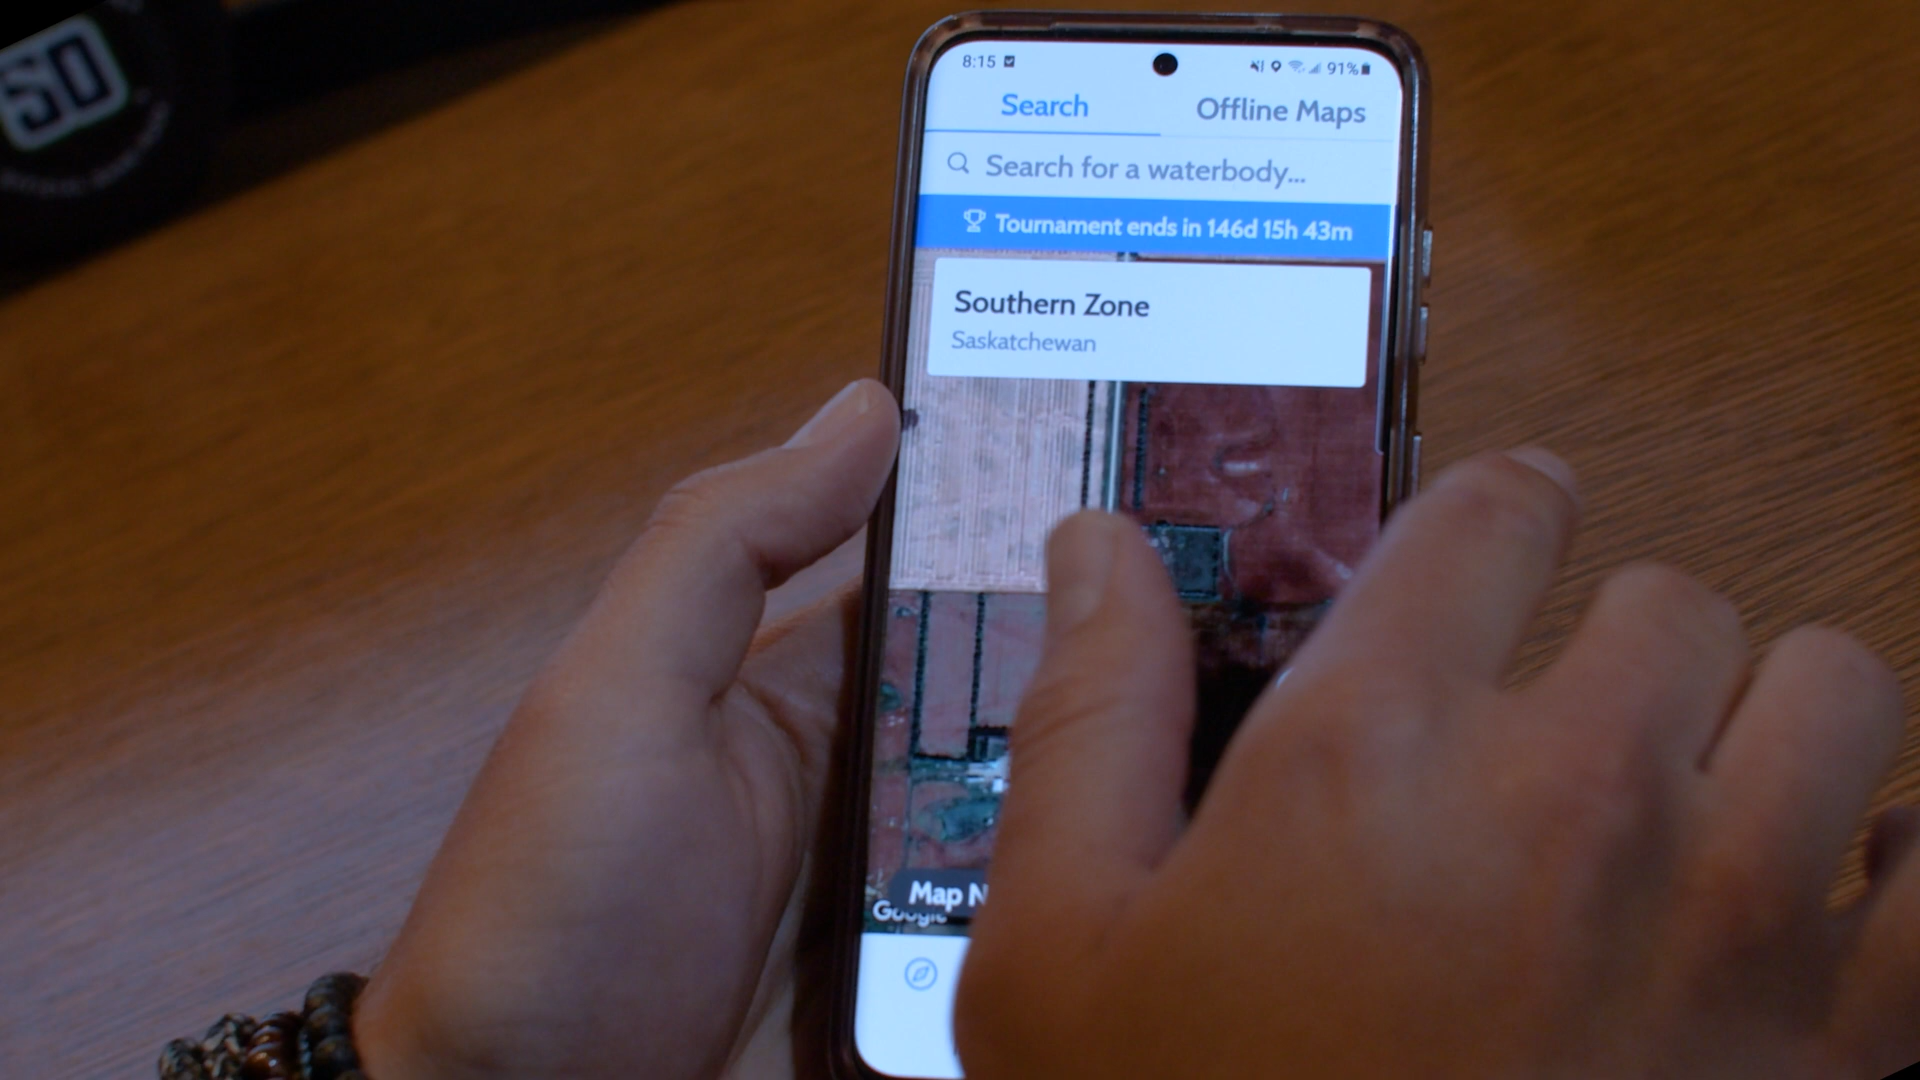 SD
8:15
91%
Search
Offline Maps
Search for a waterbody...
Tournament ends in 146d 15h 43m
Southern Zone
Saskatchewan
Map N
Google